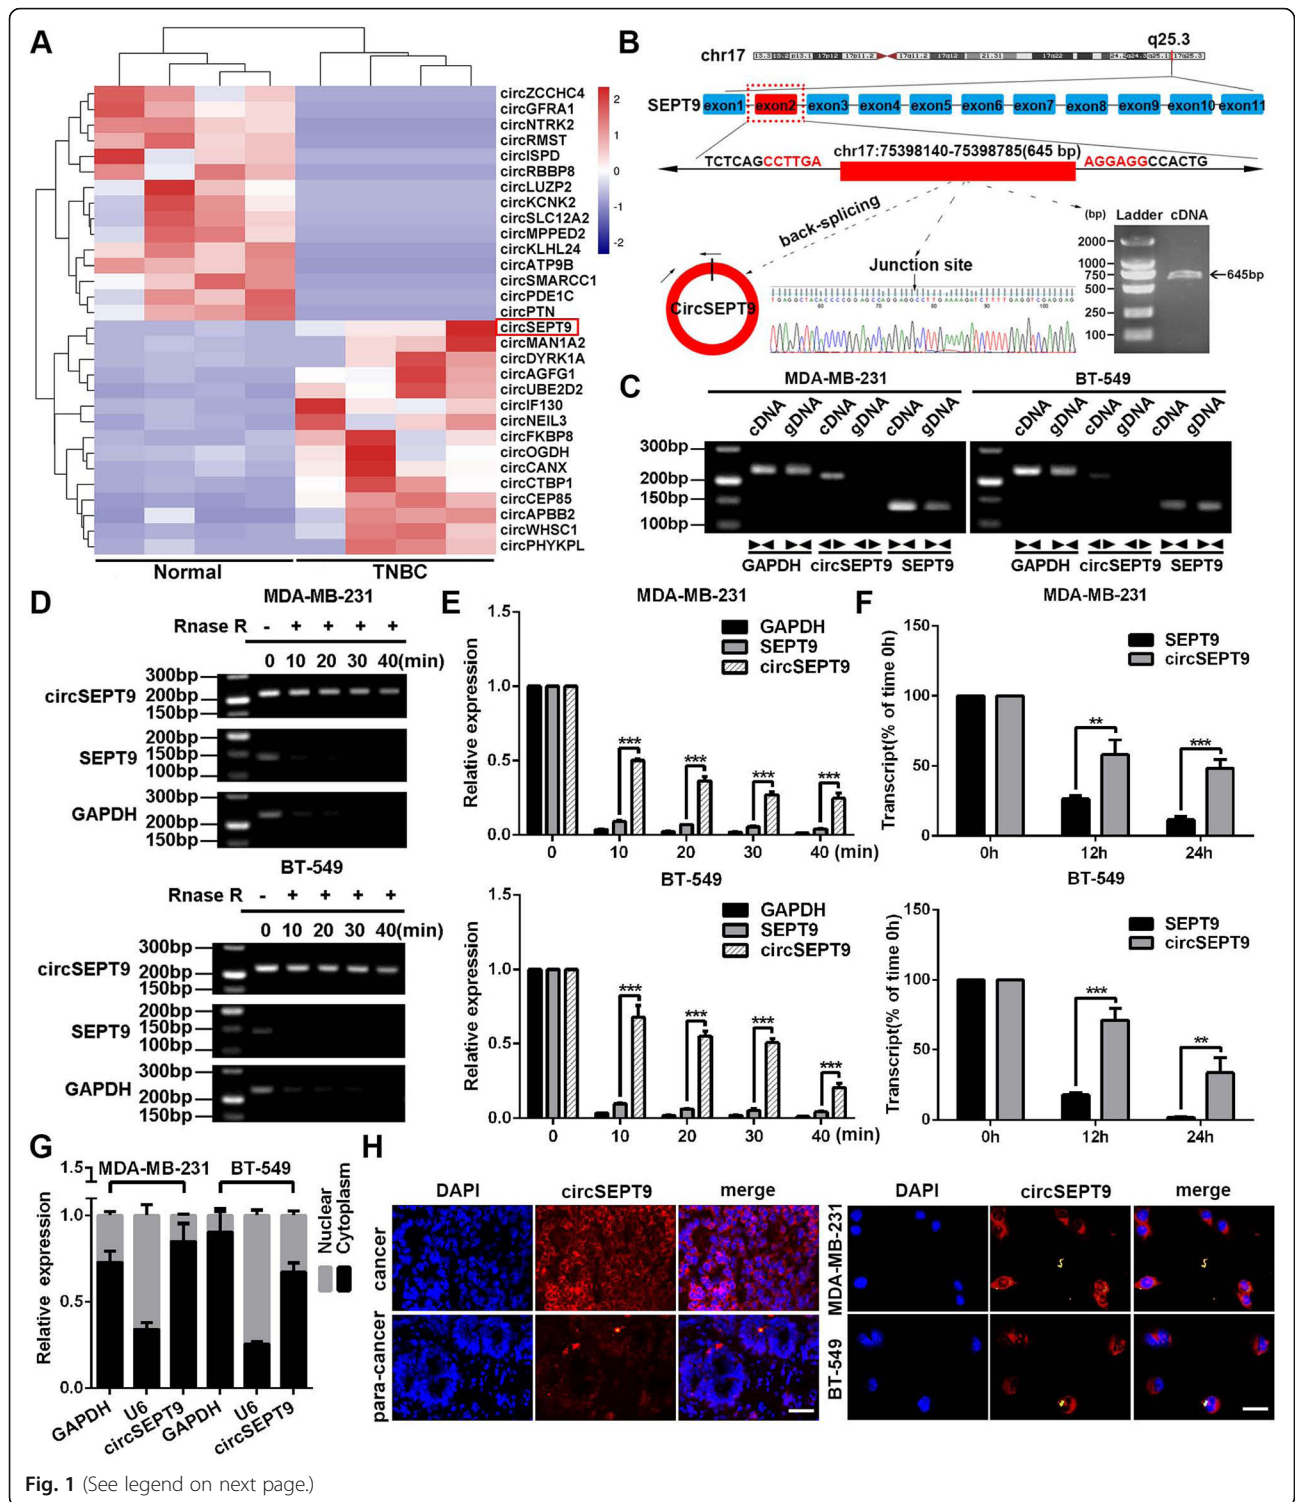 A
circZCCHC4
circGFRA1
circNTRK2
circRMST
circISPD
circRBBP8
circLUZP2
circKCNK2
circSLC12A2
circMPPED2
circKLHL24
circATP9B
circSMARCC1
circPDE1C
circPTN
circSEPT9
circMAN1A2
circDYRK1A
circAGFG1
circUBE2D2
circIF130
circNEIL3
circFKBP8
circOGDH
circCANX
circCTBP1
circCEP85
circAPBB2
circWHSC1
circPHYKPL
2
1
0
-1
-2
Normal TNBC
B
q25.3
chr17
SEPT9 exon1 exon2 exon3 exon4 exon5 exon6 exon7 exon8 exon9 exon10 exon11
chr17:75398140-75398785(645 bp)
TCTCAGCCTTGA AGGAGGCCACTG
back-splicing
Junction site
CircSEPT9
TGAGGCTACACCCCGGAGCCAGGAGGCCTTGAAAAGATCTTTTGAGGTCGAGGAG
60 70 80 90 100
(bp) Ladder cDNA
2000
1000
750
500
250
100
645bp
C
MDA-MB-231 BT-549
cDNA gDNA cDNA gDNA cDNA gDNA cDNA gDNA cDNA gDNA cDNA gDNA
300bp 300bp
200bp 200bp
150bp 150bp
100bp 100bp
GAPDH circSEPT9 SEPT9 GAPDH circSEPT9 SEPT9
D
MDA-MB-231
Rnase R - + + + +
0 10 20 30 40(min)
circSEPT9
300bp
200bp
150bp
SEPT9
200bp
150bp
100bp
GAPDH
300bp
200bp
150bp
BT-549
Rnase R - + + + +
0 10 20 30 40(min)
circSEPT9
300bp
200bp
150bp
SEPT9
200bp
150bp
100bp
GAPDH
300bp
200bp
150bp
E
MDA-MB-231
Relative expression
1.5
1.0
0.5
0.0
GAPDH
SEPT9
circSEPT9
*** *** *** ***
0 10 20 30 40 (min)
BT-549
Relative expression
1.5
1.0
0.5
0.0
GAPDH
SEPT9
circSEPT9
*** *** *** ***
0 10 20 30 40 (min)
F
MDA-MB-231
Transcript(% of time 0h)
150
100
50
0
SEPT9
circSEPT9
** ***
0h 12h 24h
BT-549
Transcript(% of time 0h)
150
100
50
0
SEPT9
circSEPT9
*** **
0h 12h 24h
G
MDA-MB-231 BT-549
Relative expression
1.5
1.0
0.5
0.0
Nuclear
Cytoplasm
GAPDH U6 circSEPT9 GAPDH U6 circSEPT9
H
DAPI circSEPT9 merge
cancer
para-cancer
DAPI circSEPT9 merge
MDA-MB-231
BT-549
Fig. 1 (See legend on next page.)